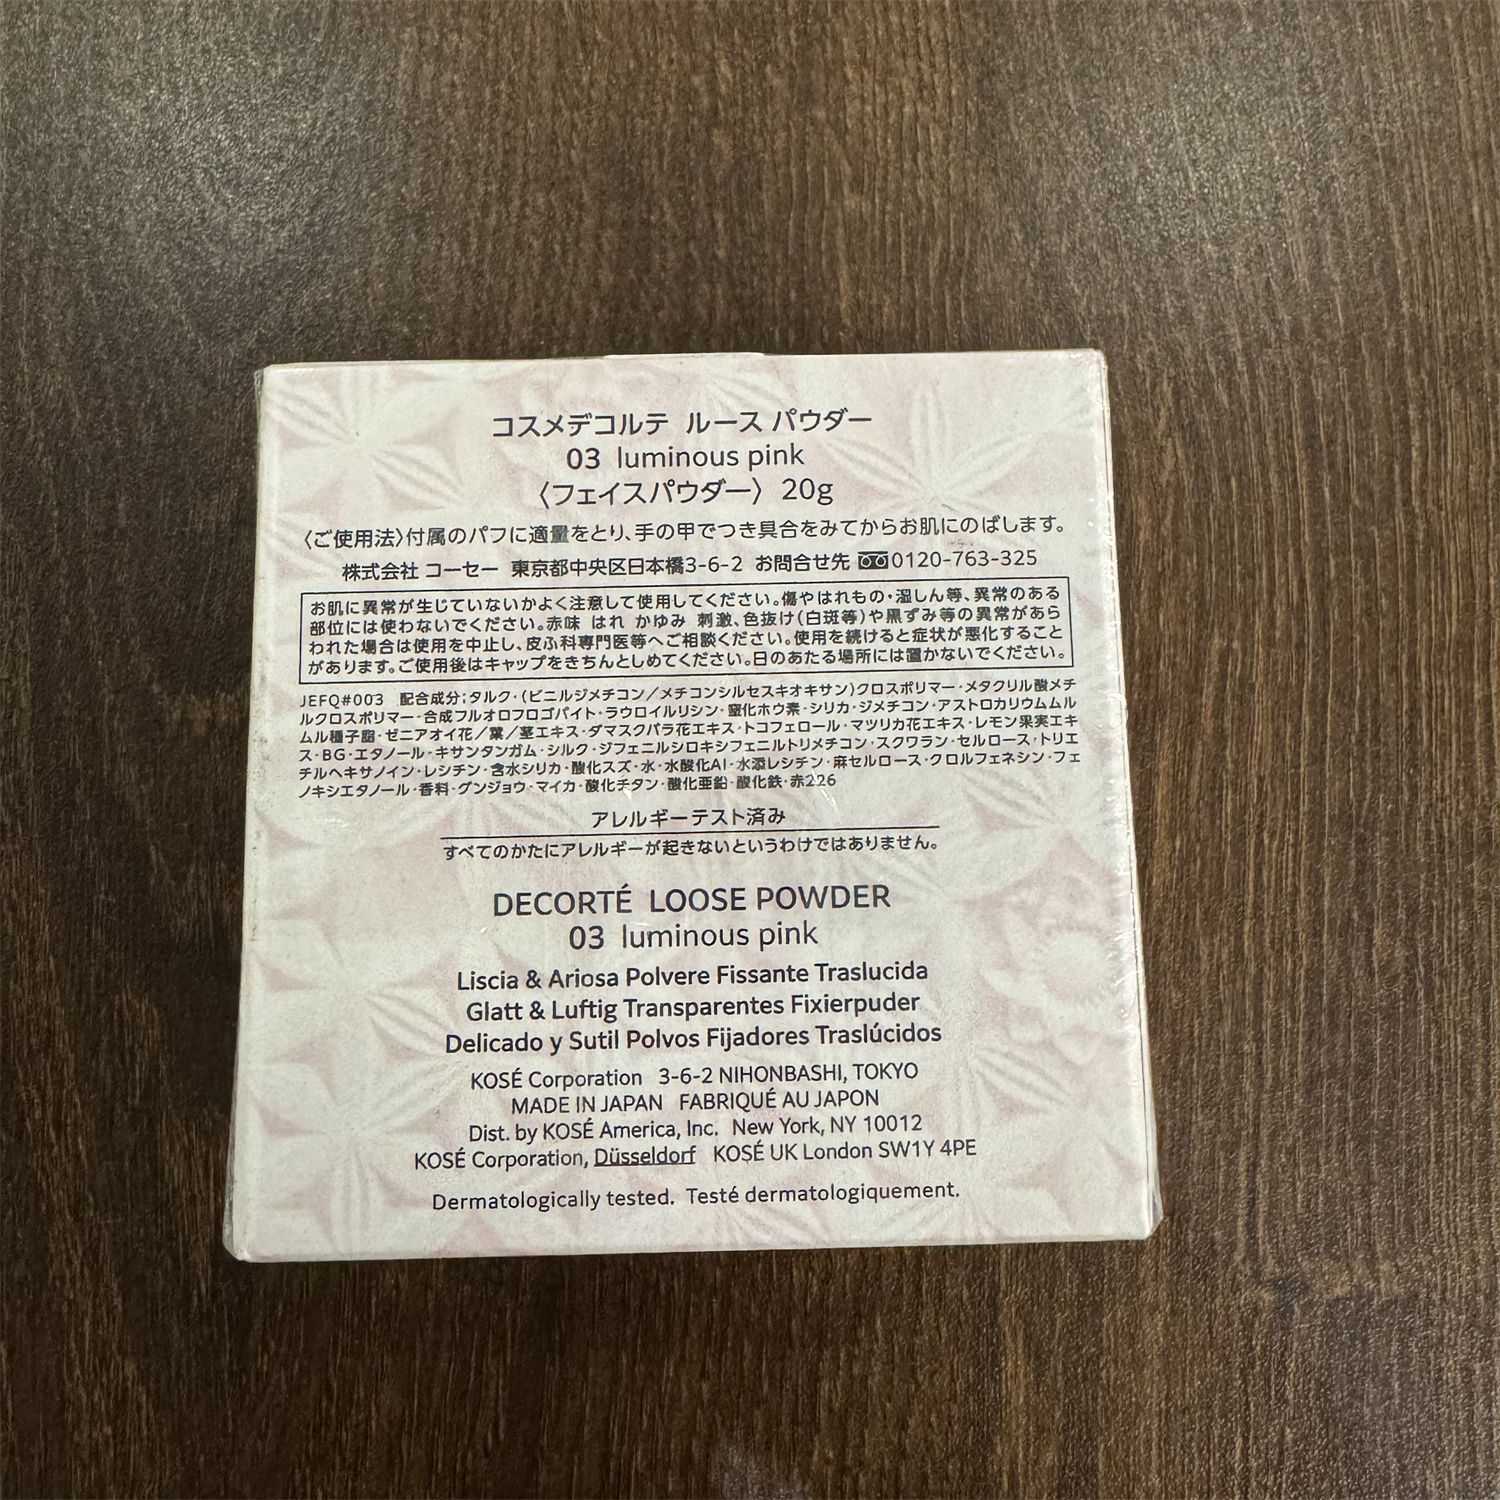 コスメデコルテ ルース パウダー
03 luminous pink
〈フェイスパウダー〉 20g
〈ご使用法〉付属のパフに適量をとり、手の甲でつき具合をみてからお肌にのばします。
株式会社 コーセー 東京都中央区日本橋3-6-2 お問合せ先 0120-763-325
お肌に異常が生じていないかよく注意して使用してください。傷やはれもの・湿しん等、異常のある
部位には使わないでください。赤味 はれ かゆみ 刺激、色抜け(白斑等)や黒ずみ等の異常があら
われた場合は使用を中止し、皮ふ科専門医等へご相談ください。使用を続けると症状が悪化すること
があります。ご使用後はキャップをきちんとしめてください。日のあたる場所には置かないでください。
JEFQ#003 配合成分:タルク・(ビニルジメチコン/メチコンシルセスキオキサン)クロスポリマー・メタクリル酸メチ
ルクロスポリマー・合成フルオロフロゴパイト・ラウロイルリシン・窒化ホウ素・シリカ・ジメチコン・アストロカリウムムル
ムル種子脂・ゼニアオイ花/葉/茎エキス・ダマスクバラ花エキス・トコフェロール・マツリカ花エキス・レモン果実エキ
ス・BG・エタノール・キサンタンガム・シルク・ジフェニルシロキシフェニルトリメチコン・スクワラン・セルロース・トリエ
チルヘキサノイン・レシチン・含水シリカ・酸化スズ・水・水酸化Al・水添レシチン・麻セルロース・クロルフェネシン・フェ
ノキシエタノール・香料・グンジョウ・マイカ・酸化チタン・酸化亜鉛・酸化鉄・赤226
アレルギーテスト済み
すべてのかたにアレルギーが起きないというわけではありません。
DECORTÉ LOOSE POWDER
03 luminous pink
Liscia & Ariosa Polvere Fissante Traslucida
Glatt & Luftig Transparentes Fixierpuder
Delicado y Sutil Polvos Fijadores Traslúcidos
KOSÉ Corporation 3-6-2 NIHONBASHI, TOKYO
MADE IN JAPAN FABRIQUÉ AU JAPON
Dist. by KOSÉ America, Inc. New York, NY 10012
KOSÉ Corporation, Düsseldorf KOSÉ UK London SW1Y 4PE
Dermatologically tested. Testé dermatologiquement.